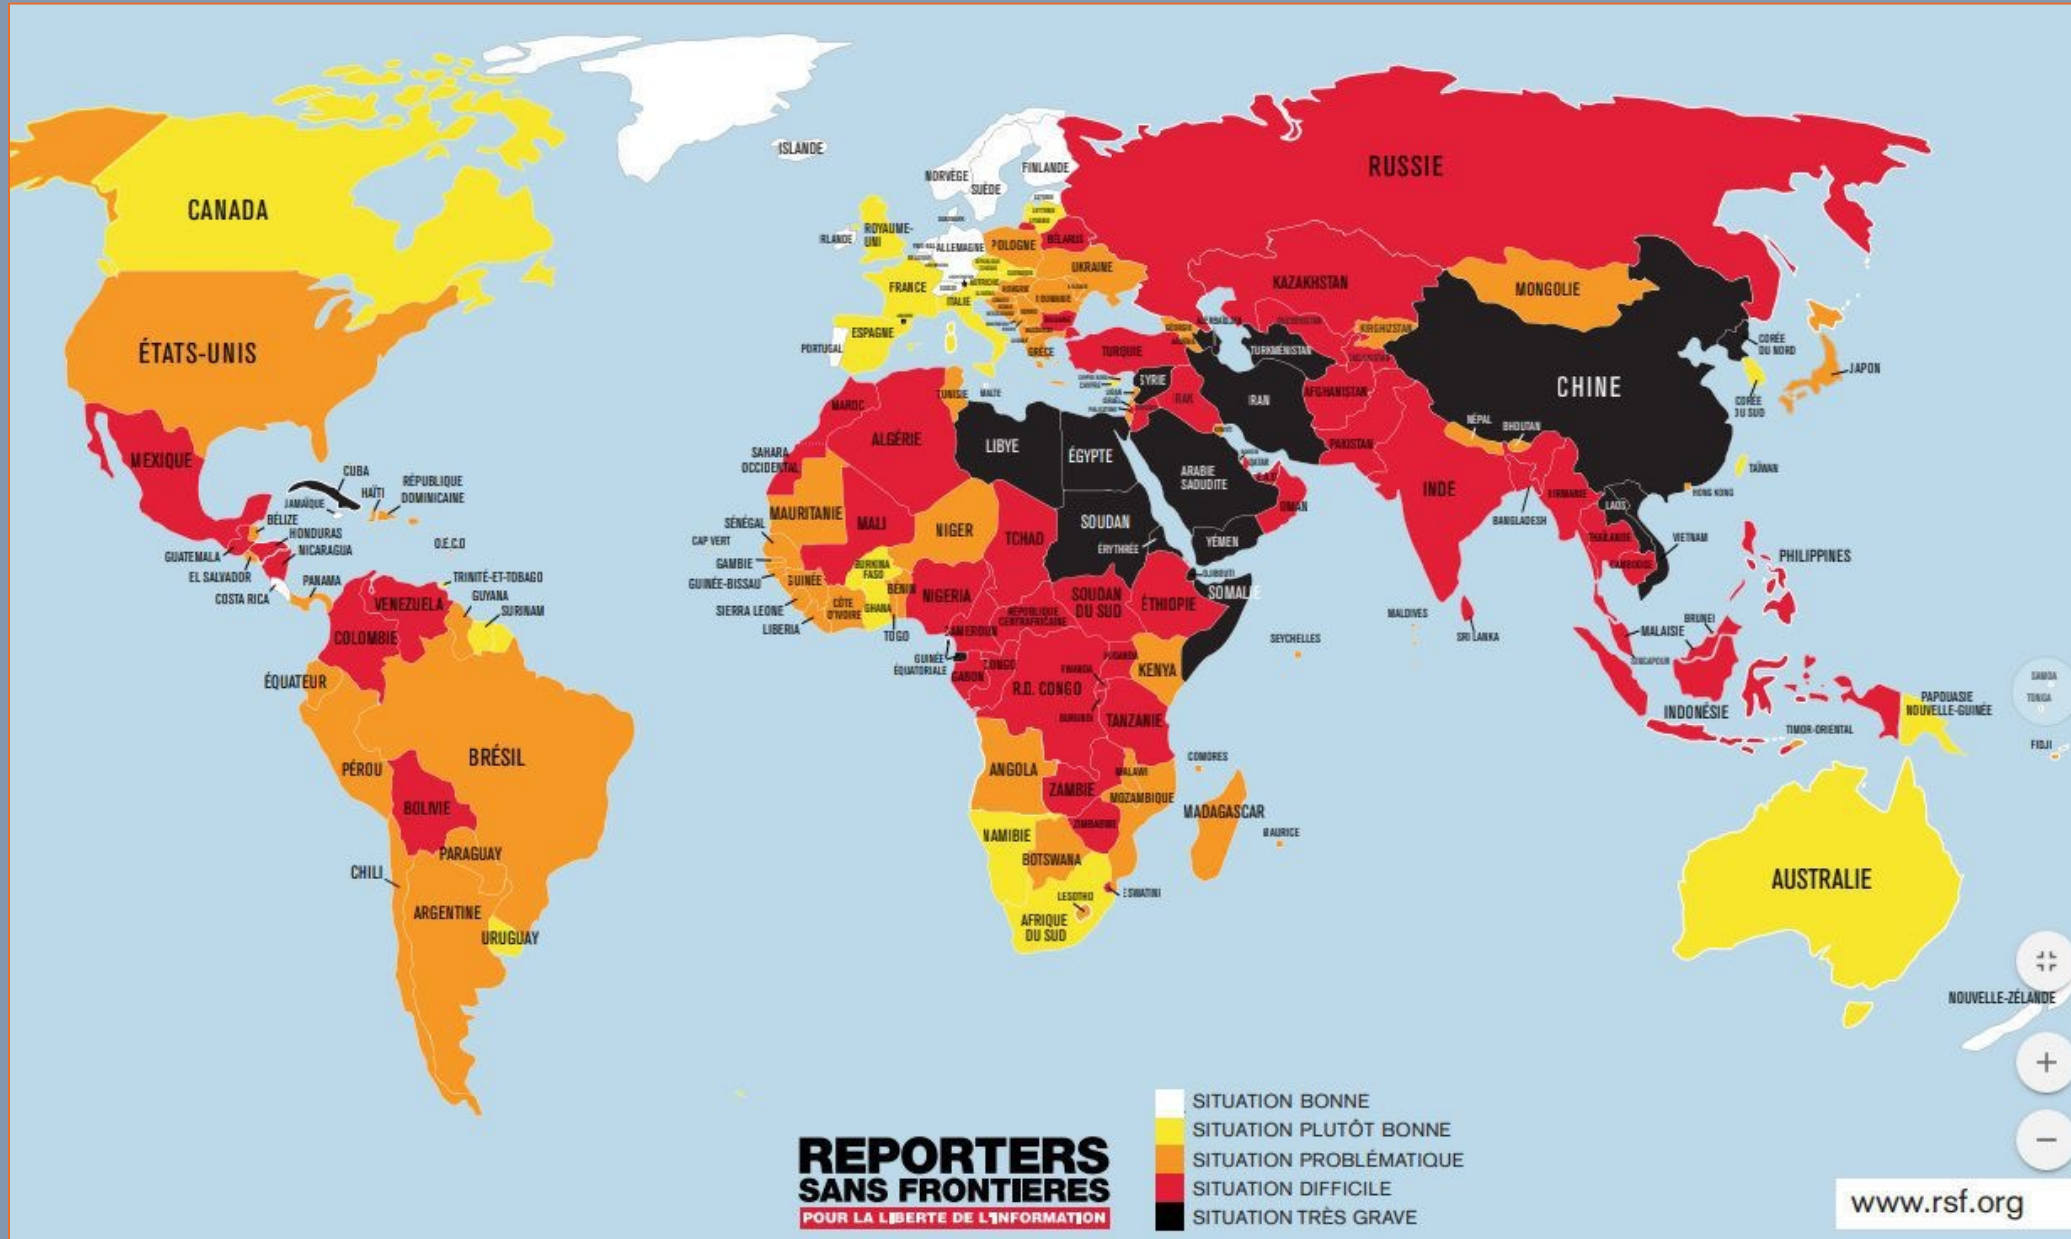 ISLANDE
NORVÈGE
SUÈDE
FINLANDE
RUSSIE
CANADA
IRLANDE
ROYAUME-
UNI
ALLEMAGNE
POLOGNE
BÉLARUS
UKRAINE
FRANCE
AUTRICHE
ITALIE
ROUMANIE
HONGRIE
KAZAKHSTAN
MONGOLIE
ÉTATS-UNIS
PORTUGAL
ESPAGNE
GRÈCE
TURQUIE
GÉORGIE
TURKMÉNISTAN
KIRGHIZSTAN
CORÉE
DU NORD
JAPON
CHINE
CORÉE
DU SUD
MAROC
TUNISIE
MALTE
SYRIE
IRAK
IRAN
AFGHANISTAN
NÉPAL
BHOUTAN
MEXIQUE
ALGÉRIE
LIBYE
ÉGYPTE
PAKISTAN
TAÏWAN
CUBA
HAÏTI
RÉPUBLIQUE
DOMINICAINE
JAMAÏQUE
SAHARA
OCCIDENTAL
ARABIE
SAOUDITE
QATAR
OMAN
INDE
BIRMANIE
LAOS
HONG KONG
BÉLIZE
HONDURAS
NICARAGUA
GUATEMALA
EL SALVADOR
COSTA RICA
PANAMA
O.E.C.O
MAURITANIE
MALI
NIGER
TCHAD
SOUDAN
ÉRYTHRÉE
YÉMEN
BANGLADESH
THAÏLANDE
VIETNAM
CAMBODGE
PHILIPPINES
SÉNÉGAL
CAP VERT
GAMBIE
GUINÉE-BISSAU
GUINÉE
SIERRA LEONE
LIBERIA
BURKINA
FASO
BÉNIN
CÔTE
D'IVOIRE
GHANA
TOGO
NIGERIA
DJIBOUTI
SOMALIE
ÉTHIOPIE
SOUDAN
DU SUD
RÉPUBLIQUE
CENTRAFRICAINE
CAMEROUN
TRINITÉ-ET-TOBAGO
GUYANA
SURINAM
VENEZUELA
COLOMBIE
ÉQUATEUR
GUINÉE
ÉQUATORIALE
GABON
CONGO
R.D. CONGO
OUGANDA
RWANDA
BURUNDI
KENYA
TANZANIE
SEYCHELLES
MALDIVES
SRI LANKA
BRUNEI
MALAISIE
SINGAPOUR
INDONÉSIE
PAPOUASIE
NOUVELLE-GUINÉE
TIMOR-ORIENTAL
SAMOA
TONGA
FIDJI
PÉROU
BRÉSIL
BOLIVIE
PARAGUAY
CHILI
ARGENTINE
URUGUAY
ANGOLA
ZAMBIE
MALAWI
MOZAMBIQUE
COMORES
MADAGASCAR
MAURICE
ZIMBABWE
NAMIBIE
BOTSWANA
LESOTHO
ESWATINI
AFRIQUE
DU SUD
AUSTRALIE
NOUVELLE-ZÉLANDE
REPORTERS
SANS FRONTIERES
POUR LA LIBERTE DE L'INFORMATION
SITUATION BONNE
SITUATION PLUTÔT BONNE
SITUATION PROBLÉMATIQUE
SITUATION DIFFICILE
SITUATION TRÈS GRAVE
www.rsf.org